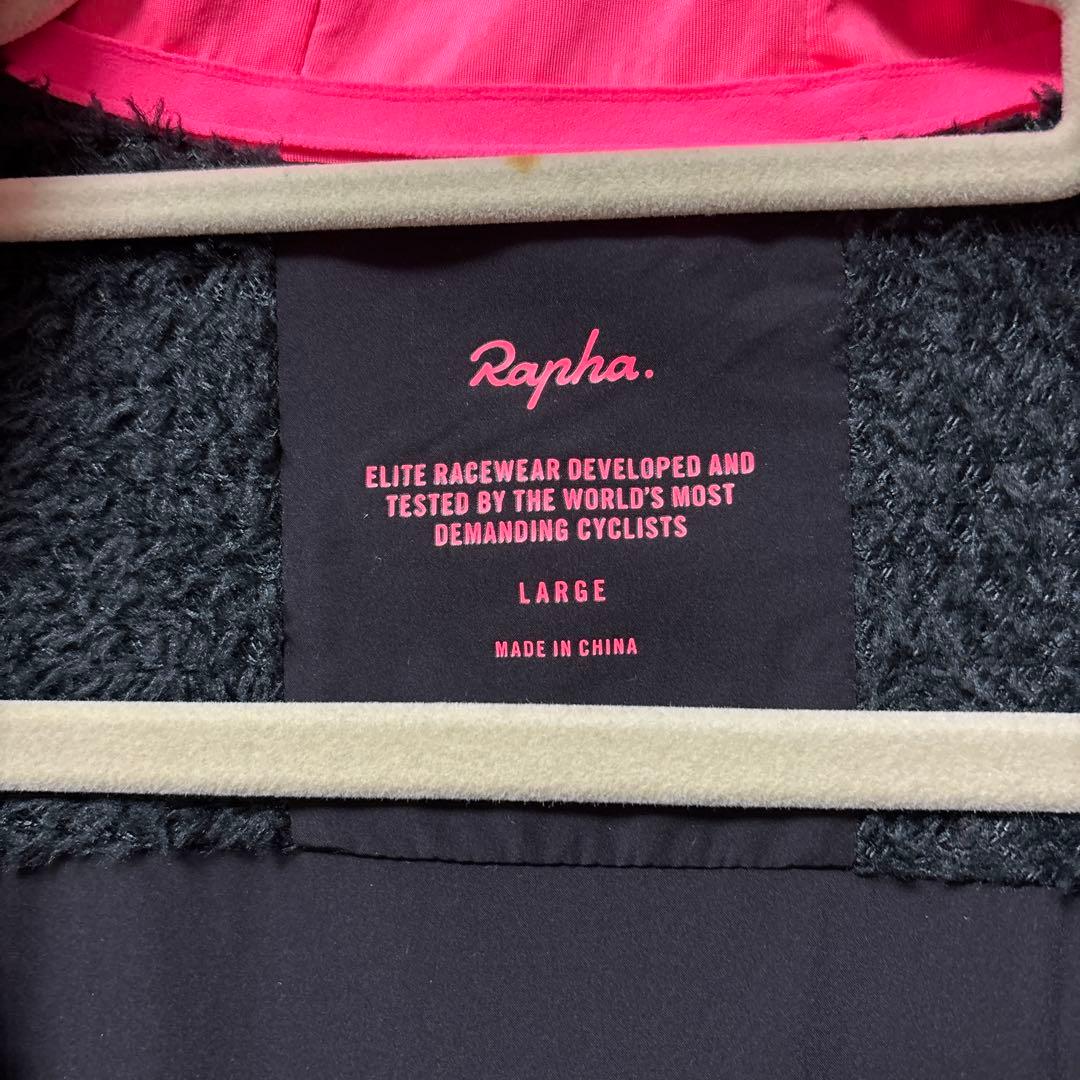 Rapha.
ELITE RACEWEAR DEVELOPED AND
TESTED BY THE WORLD'S MOST
DEMANDING CYCLISTS
LARGE
MADE IN CHINA